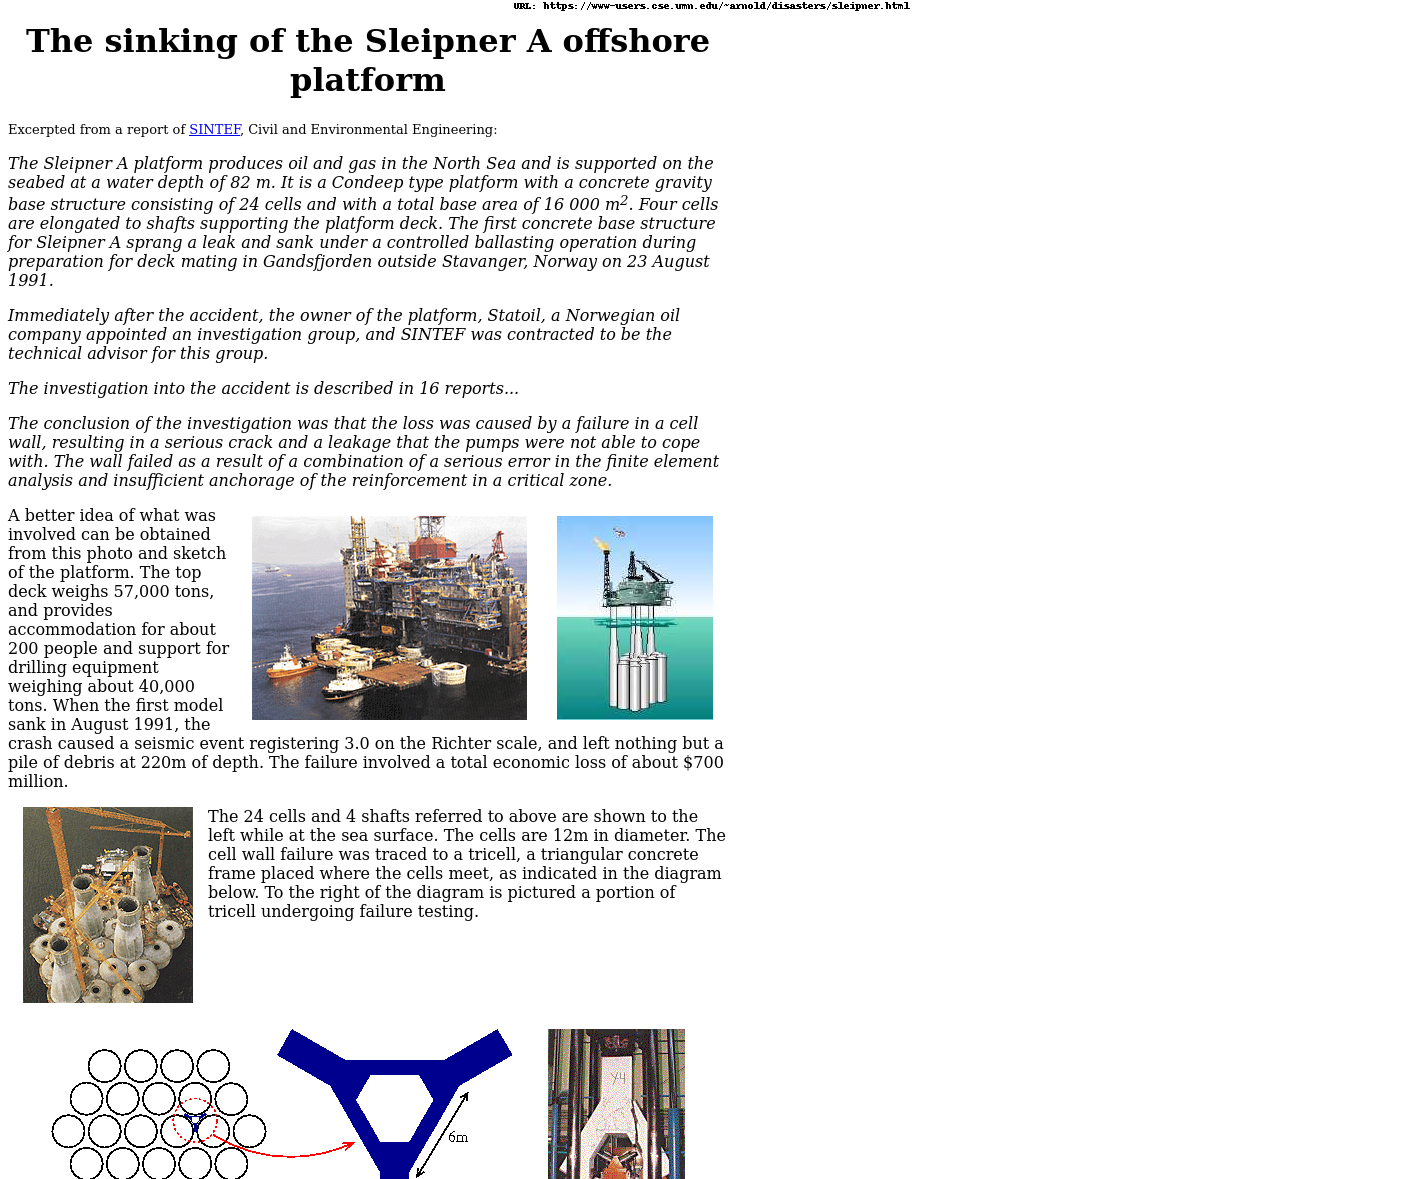 URL: https://www-users.cse.umn.edu/~arnold/disasters/sleipner.html
The sinking of the Sleipner A offshore
platform
Excerpted from a report of SINTEF, Civil and Environmental Engineering:
The Sleipner A platform produces oil and gas in the North Sea and is supported on the
seabed at a water depth of 82 m. It is a Condeep type platform with a concrete gravity
base structure consisting of 24 cells and with a total base area of 16 000 m2. Four cells
are elongated to shafts supporting the platform deck. The first concrete base structure
for Sleipner A sprang a leak and sank under a controlled ballasting operation during
preparation for deck mating in Gandsfjorden outside Stavanger, Norway on 23 August
1991.
Immediately after the accident, the owner of the platform, Statoil, a Norwegian oil
company appointed an investigation group, and SINTEF was contracted to be the
technical advisor for this group.
The investigation into the accident is described in 16 reports...
The conclusion of the investigation was that the loss was caused by a failure in a cell
wall, resulting in a serious crack and a leakage that the pumps were not able to cope
with. The wall failed as a result of a combination of a serious error in the finite element
analysis and insufficient anchorage of the reinforcement in a critical zone.
A better idea of what was
involved can be obtained
from this photo and sketch
of the platform. The top
deck weighs 57,000 tons,
and provides
accommodation for about
200 people and support for
drilling equipment
weighing about 40,000
tons. When the first model
sank in August 1991, the
crash caused a seismic event registering 3.0 on the Richter scale, and left nothing but a
pile of debris at 220m of depth. The failure involved a total economic loss of about $700
million.
The 24 cells and 4 shafts referred to above are shown to the
left while at the sea surface. The cells are 12m in diameter. The
cell wall failure was traced to a tricell, a triangular concrete
frame placed where the cells meet, as indicated in the diagram
below. To the right of the diagram is pictured a portion of
tricell undergoing failure testing.
6m